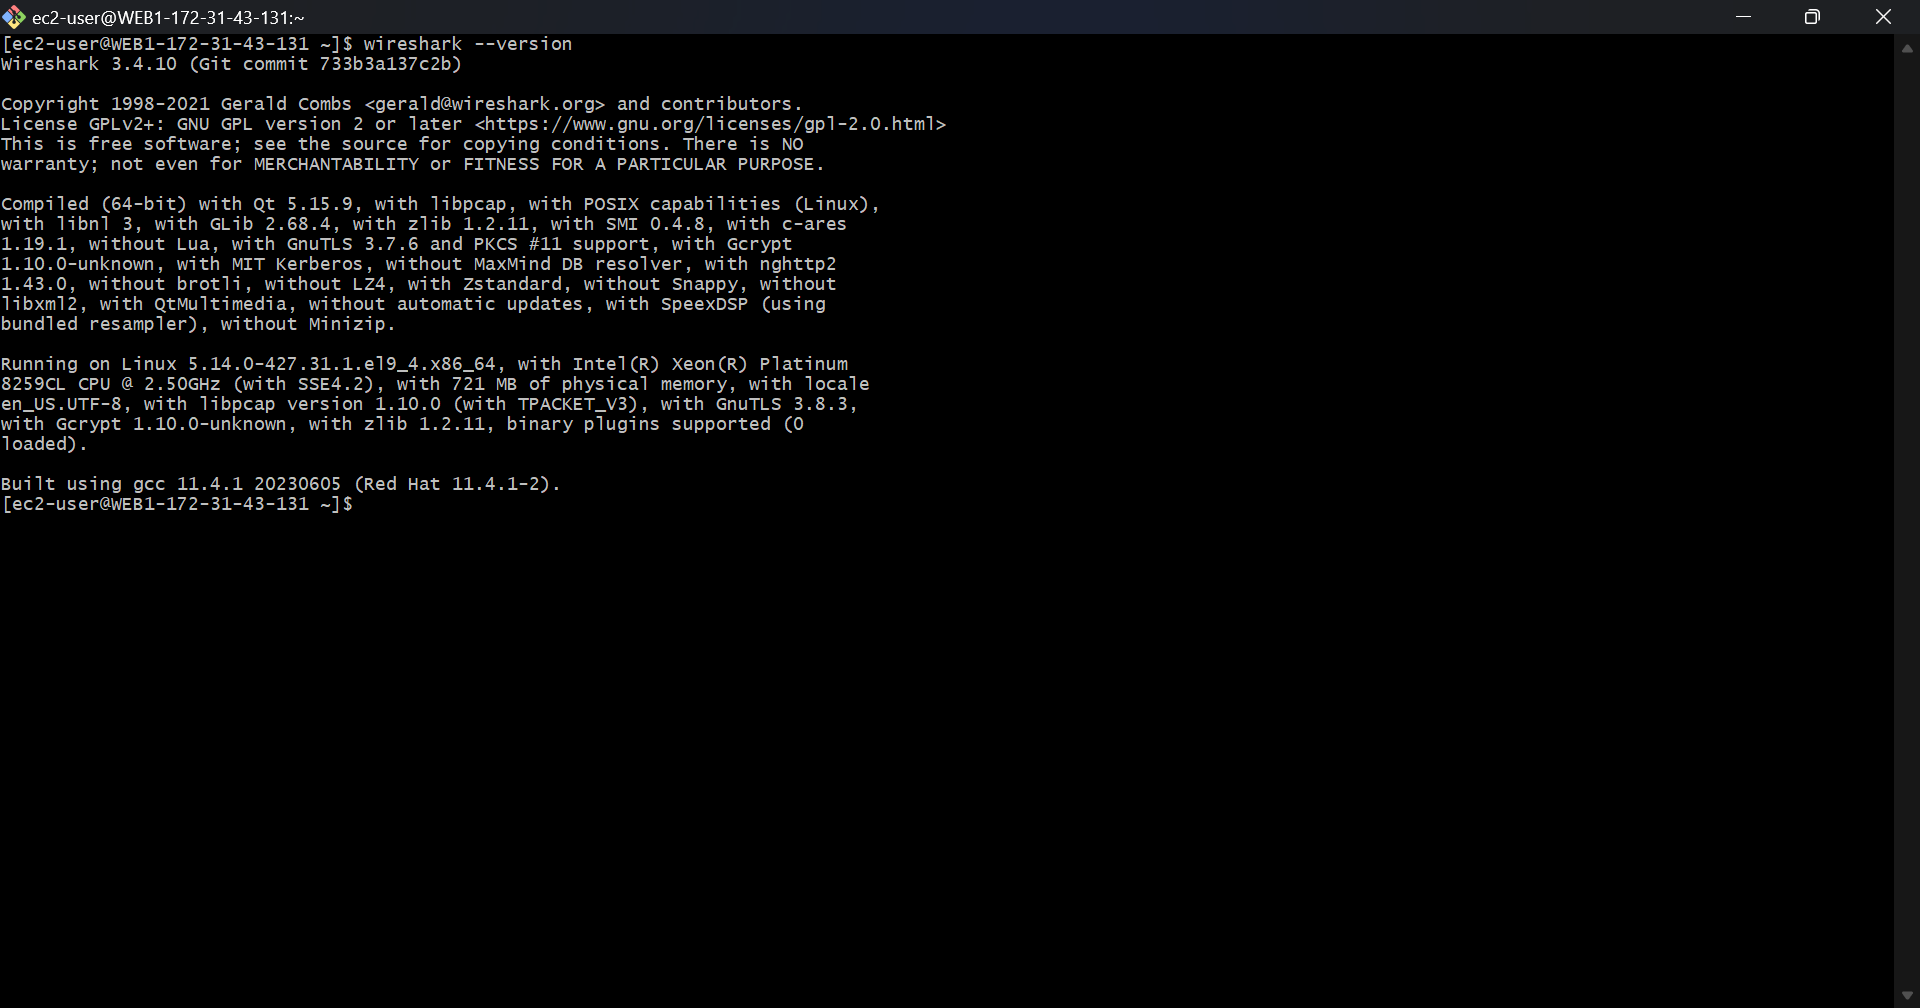 ec2-user@WEB1-172-31-43-131:~
[ec2-user@WEB1-172-31-43-131 ~]$ wireshark --version
Wireshark 3.4.10 (Git commit 733b3a137c2b)
Copyright 1998-2021 Gerald Combs <gerald@wireshark.org> and contributors.
License GPLv2+: GNU GPL version 2 or later <https://www.gnu.org/licenses/gpl-2.0.html>
This is free software; see the source for copying conditions. There is NO
warranty; not even for MERCHANTABILITY or FITNESS FOR A PARTICULAR PURPOSE.
Compiled (64-bit) with Qt 5.15.9, with libpcap, with POSIX capabilities (Linux),
with libnl 3, with GLib 2.68.4, with zlib 1.2.11, with SMI 0.4.8, with c-ares
1.19.1, without Lua, with GnuTLS 3.7.6 and PKCS #11 support, with Gcrypt
1.10.0-unknown, with MIT Kerberos, without MaxMind DB resolver, with nghttp2
1.43.0, without brotli, without LZ4, with Zstandard, without Snappy, without
libxml2, with QtMultimedia, without automatic updates, with SpeexDSP (using
bundled resampler), without Minizip.
Running on Linux 5.14.0-427.31.1.el9_4.x86_64, with Intel(R) Xeon(R) Platinum
8259CL CPU @ 2.50GHz (with SSE4.2), with 721 MB of physical memory, with locale
en_US.UTF-8, with libpcap version 1.10.0 (with TPACKET_V3), with GnuTLS 3.8.3,
with Gcrypt 1.10.0-unknown, with zlib 1.2.11, binary plugins supported (0
loaded).
Built using gcc 11.4.1 20230605 (Red Hat 11.4.1-2).
[ec2-user@WEB1-172-31-43-131 ~]$